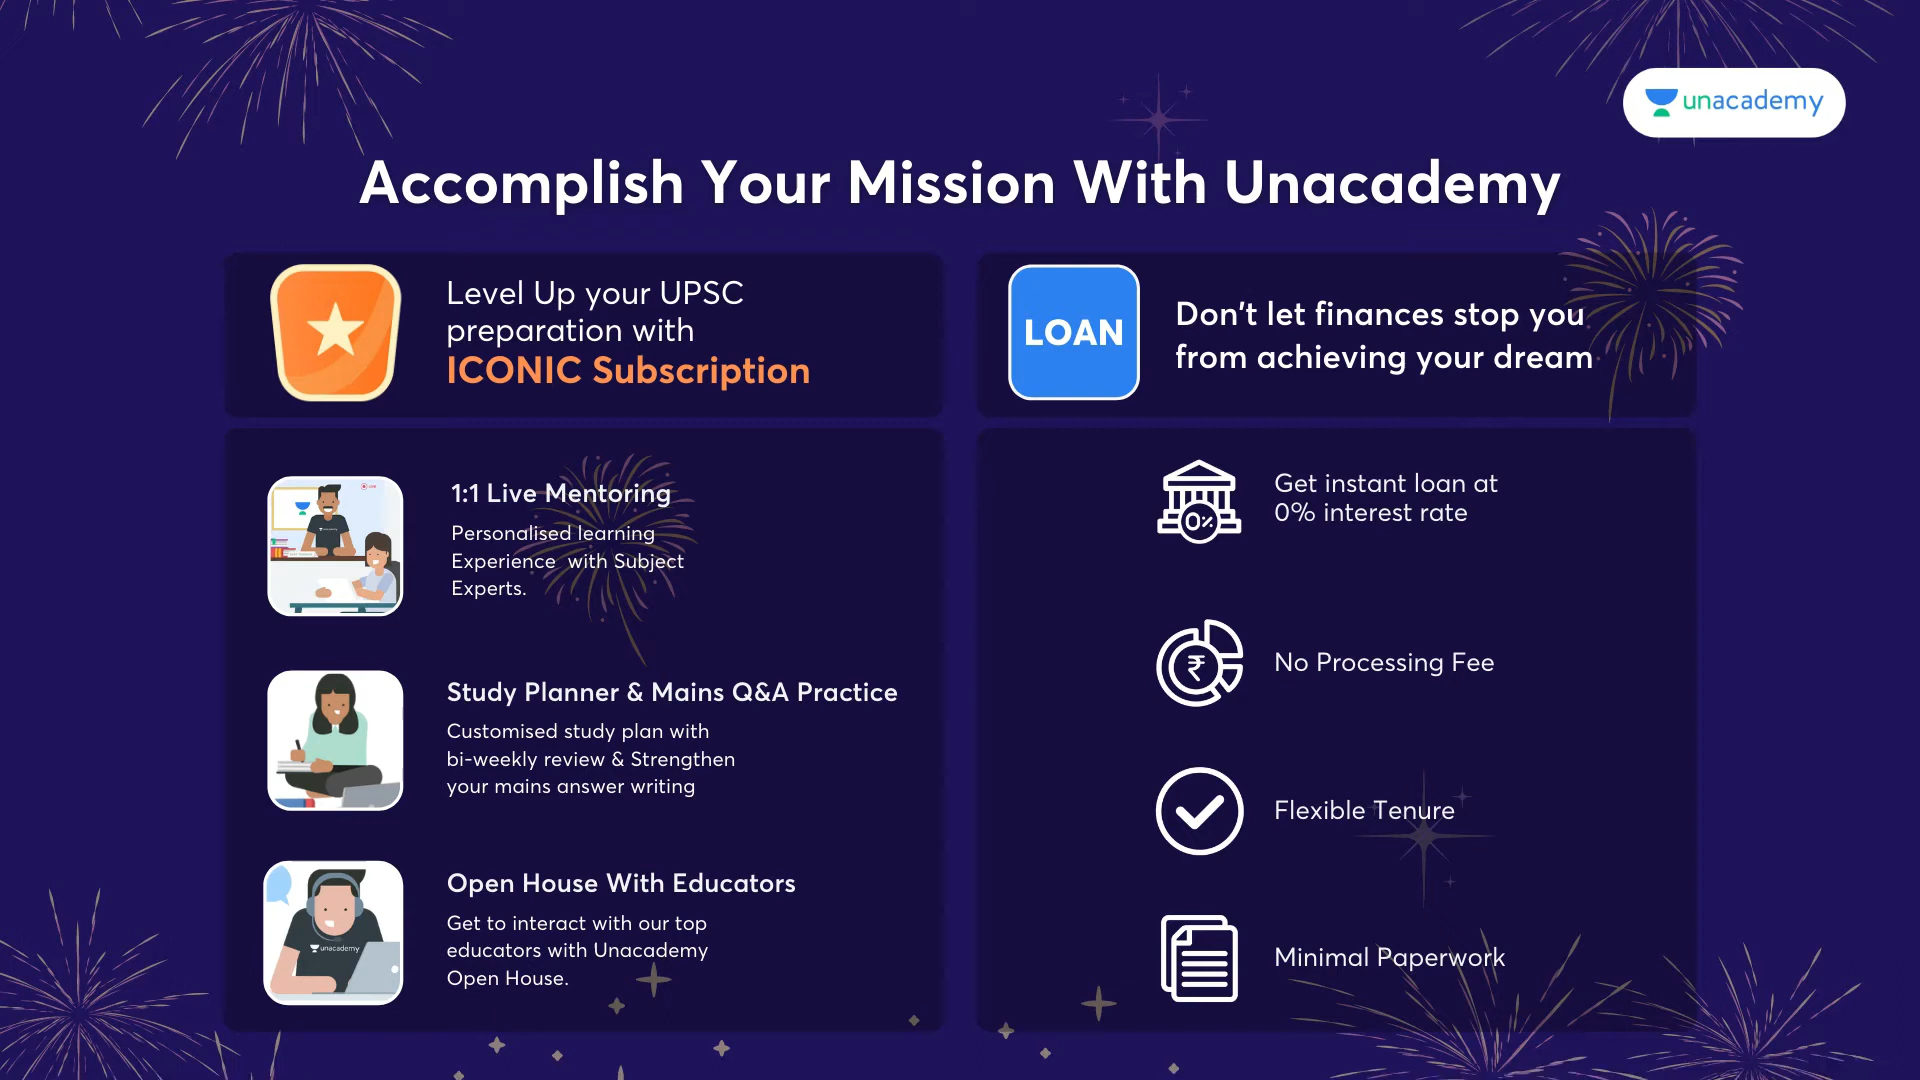 unacademy
Accomplish Your Mission With Unacademy
Level Up your UPSC
preparation with
ICONIC Subscription
1:1 Live Mentoring
Personalised learning
Experience with Subject
Experts.
Study Planner & Mains Q&A Practice
Customised study plan with
bi-weekly review & Strengthen
your mains answer writing
Open House With Educators
unacademy
Get to interact with our top
educators with Unacademy
Open House.
LOAN
Don't let finances stop you
from achieving your dream
0%
Get instant loan at
0% interest rate
₹
No Processing Fee
Flexible Tenure
Minimal Paperwork